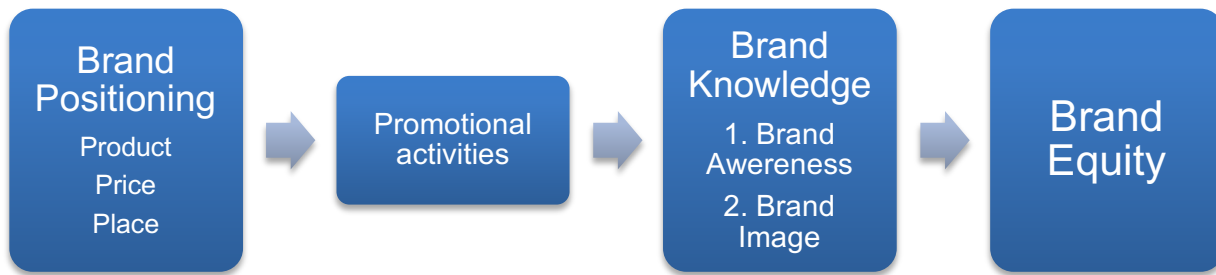 Brand
Positioning
Product
Price
Place
Promotional
activities
Brand
Knowledge
1. Brand
Awereness
2. Brand
Image
Brand
Equity